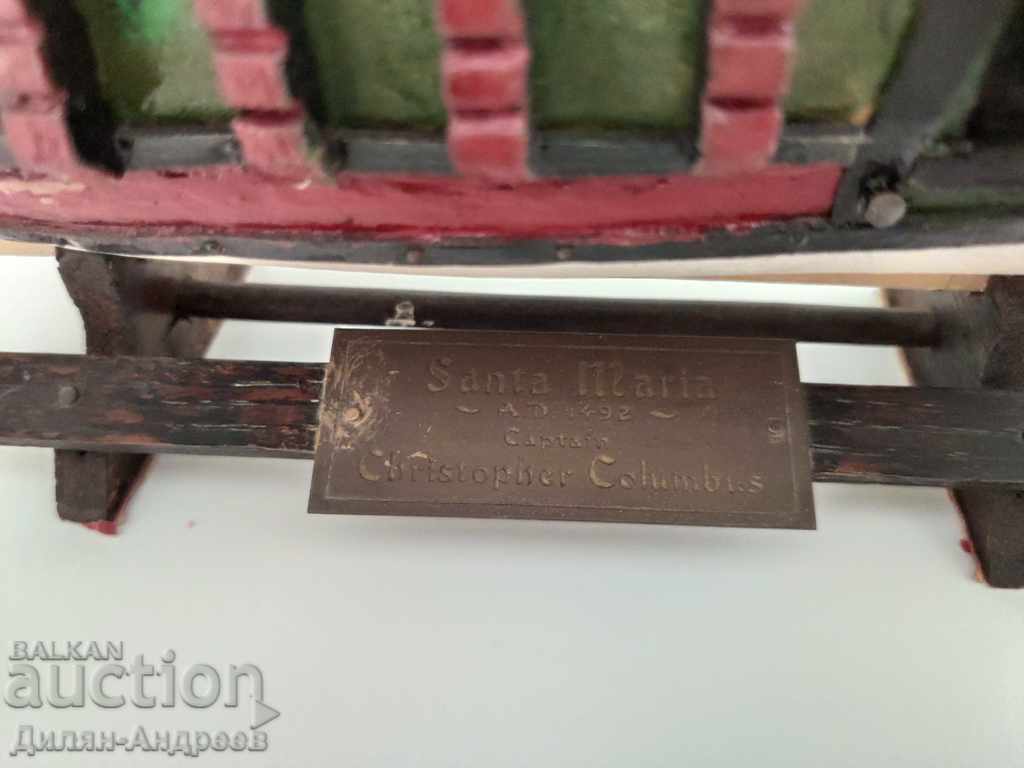 Santa Maria
~ A.D. 1492 ~
Captain
Christopher Columbus
BALKAN
auction
Дилян-Андреев